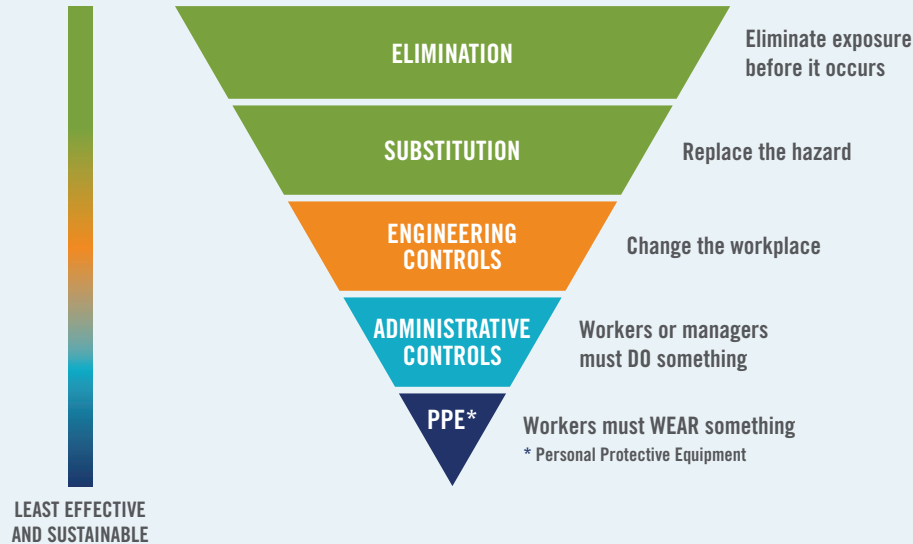 ELIMINATION
Eliminate exposure
before it occurs
SUBSTITUTION
Replace the hazard
ENGINEERING
CONTROLS
Change the workplace
ADMINISTRATIVE
CONTROLS
Workers or managers
must DO something
PPE*
Workers must WEAR something
* Personal Protective Equipment
LEAST EFFECTIVE
AND SUSTAINABLE